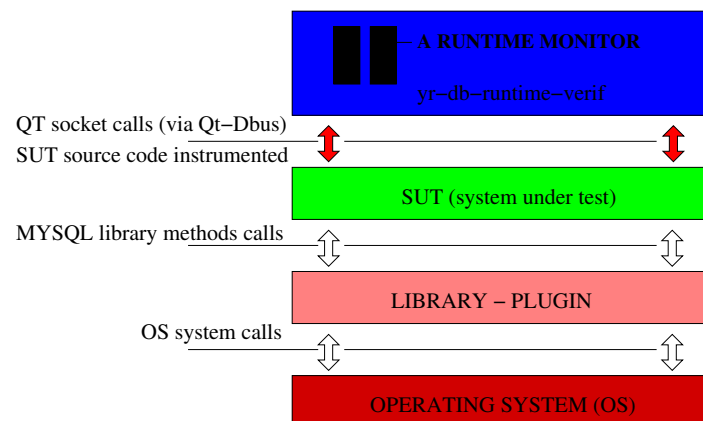 A RUNTIME MONITOR
yr−db−runtime−verif
QT socket calls (via Qt−Dbus)
SUT source code instrumented
SUT (system under test)
MYSQL library methods calls
LIBRARY − PLUGIN
OS system calls
OPERATING SYSTEM (OS)